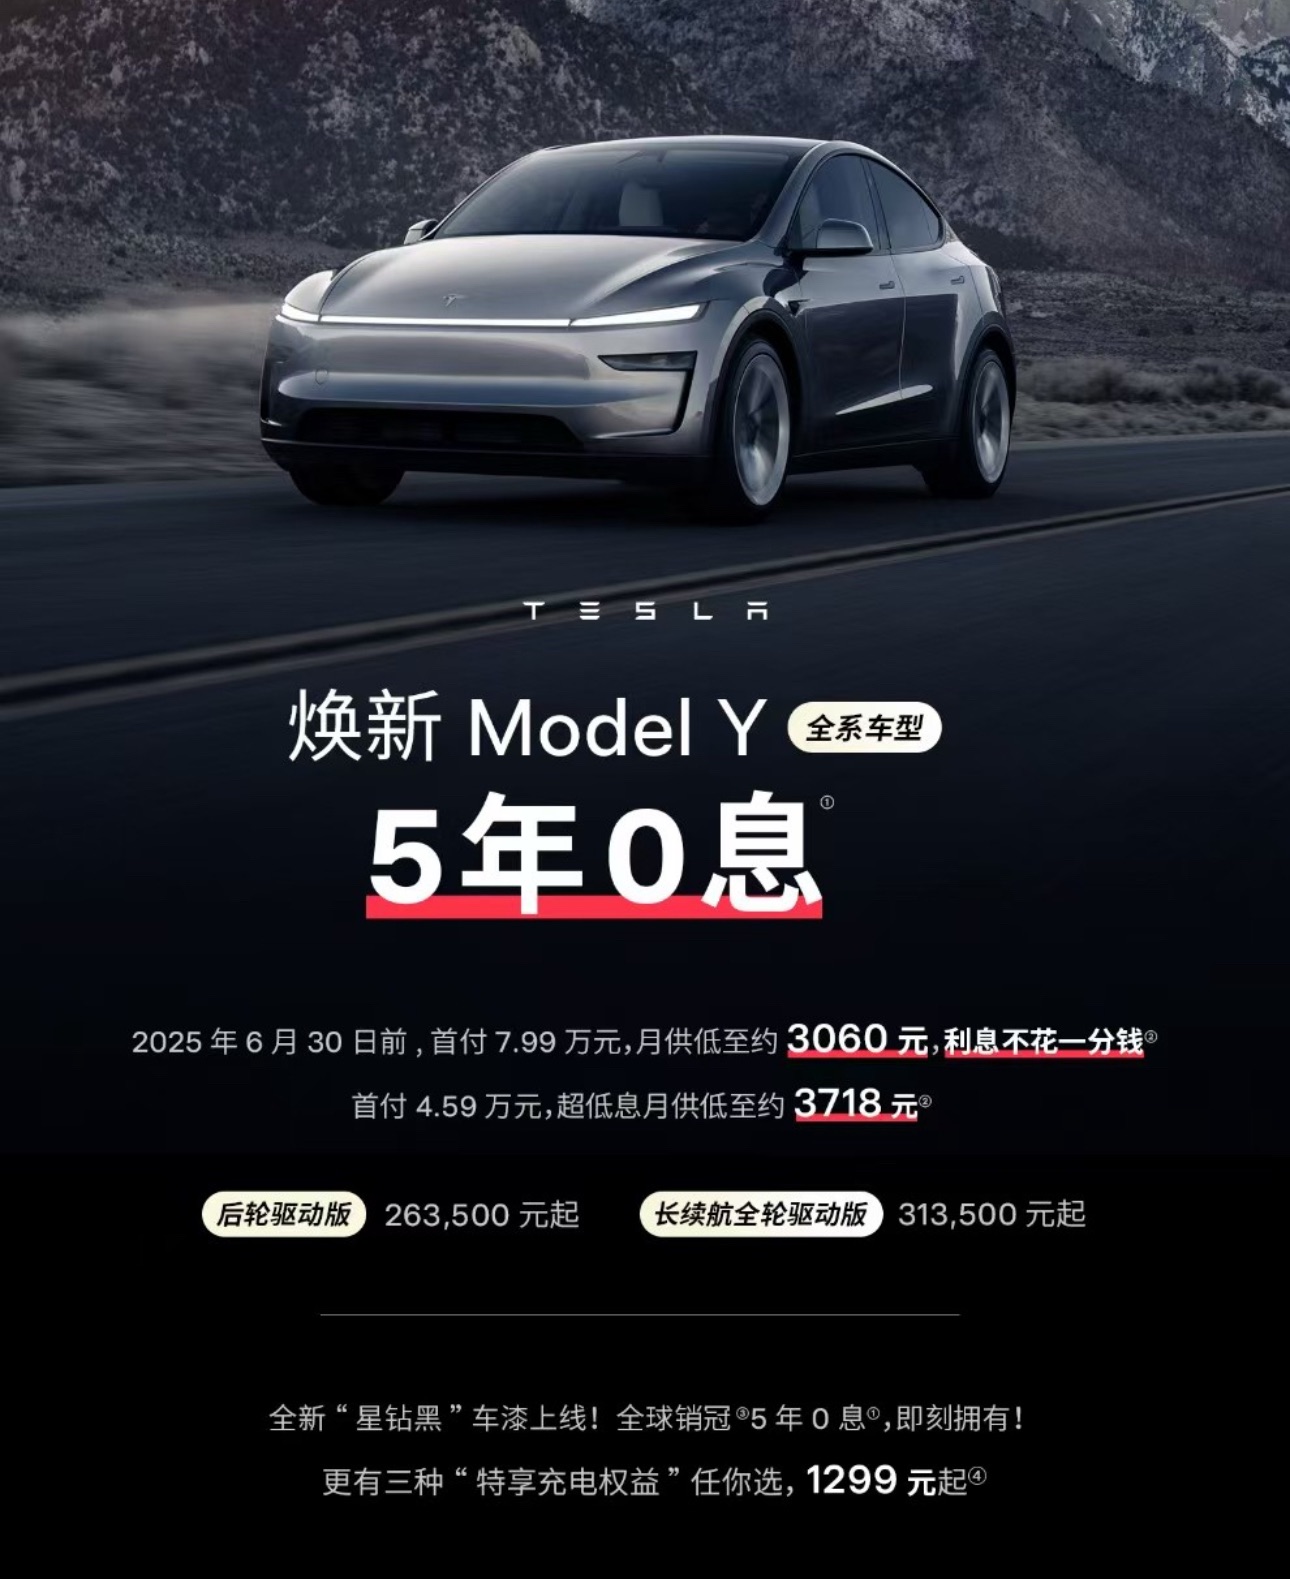 TESLA
焕新 Model Y 全系车型
5年0息①
2025 年 6 月 30 日前,首付 7.99 万元,月供低至约 3060 元,利息不花一分钱②
首付 4.59 万元,超低息月供低至约 3718 元②
后轮驱动版 263,500 元起 长续航全轮驱动版 313,500 元起
全新“星钻黑”车漆上线!全球销冠③5 年 0 息①,即刻拥有!
更有三种“特享充电权益”任你选,1299 元起④